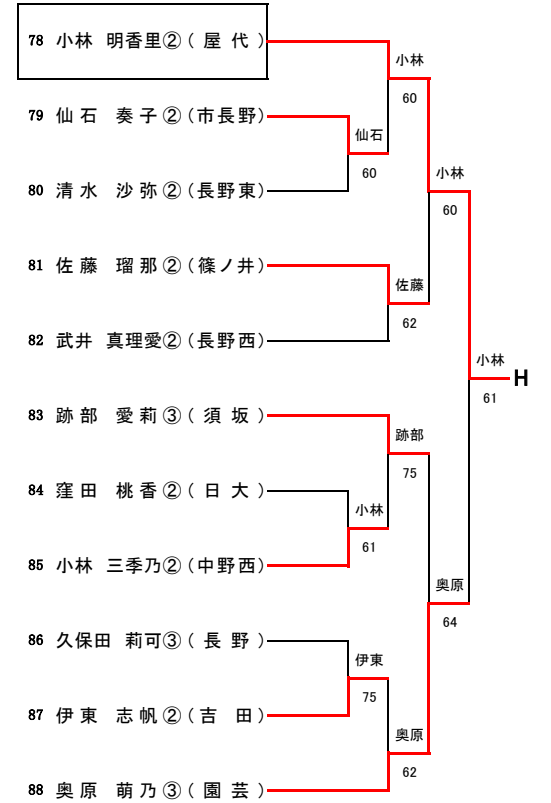 78 小林 明香里② ( 屋 代 )
小林
60
79 仙 石 奏 子 ② ( 市長野)
仙石
60
小林
60
80 清 水 沙 弥 ② ( 長野東)
81 佐 藤 瑠 那 ② ( 篠ノ井)
佐藤
62
82 武井 真理愛② ( 長野西)
小林
61
H
83 跡 部 愛 莉 ③ ( 須 坂 )
跡部
75
84 窪 田 桃 香 ② ( 日 大 )
小林
61
85 小林 三季乃② ( 中野西)
奥原
64
86 久保田 莉可③ ( 長 野 )
伊東
75
87 伊 東 志 帆 ② ( 吉 田 )
奥原
62
88 奥 原 萌 乃 ③ ( 園 芸 )